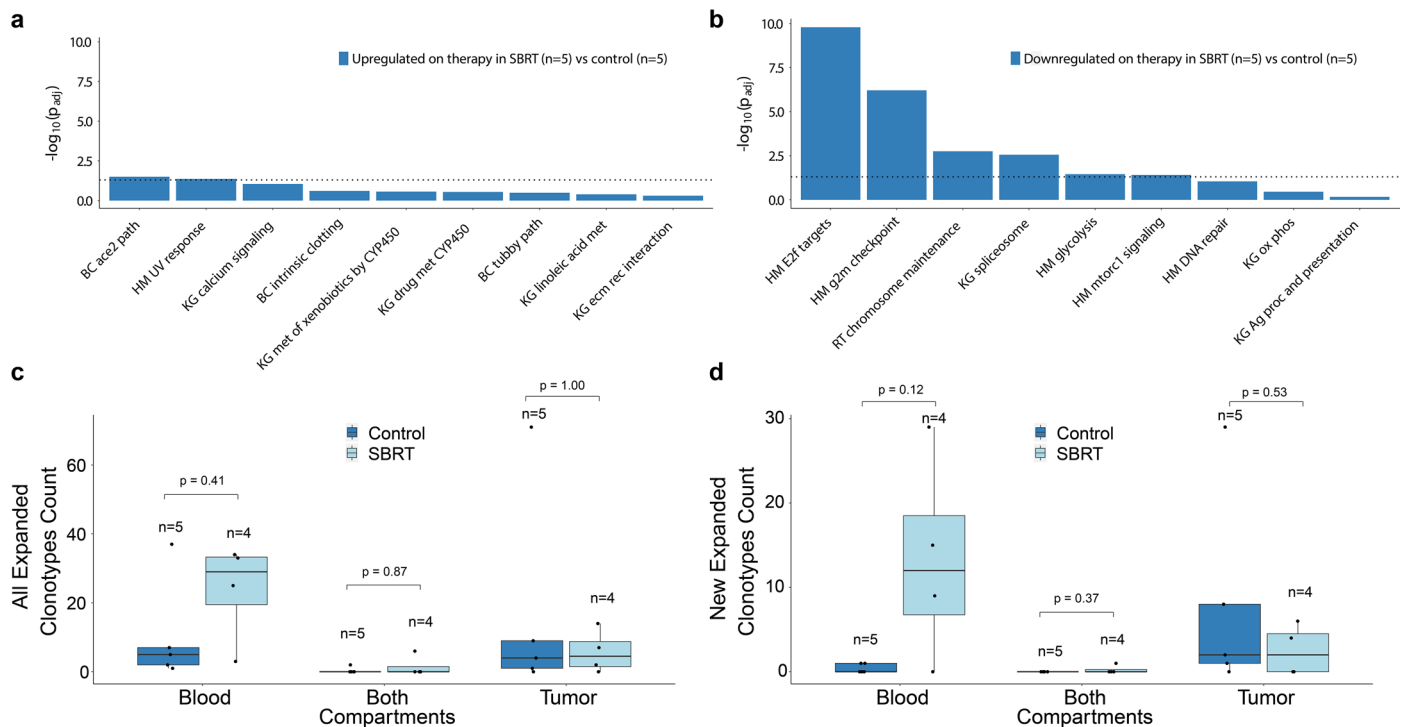 a
10.0
7.5
5.0
2.5
0.0
-log10(padj)
Upregulated on therapy in SBRT (n=5) vs control (n=5)
BC ace2 path
HM UV response
KG calcium signaling
BC intrinsic clotting
KG met of xenobiotics by CYP450
KG drug met CYP450
BC tubby path
KG linoleic met
KG ecm rec interaction
b
10.0
7.5
5.0
2.5
0.0
-log10(padj)
Downregulated on therapy in SBRT (n=5) vs control (n=5)
HM E2f targets
HM g2n checkpoint
RT chromosome maintenance
KG spliceosome
HM glycolysis
HM mtorc1 signaling
HM DNA repair
KG ox phos
KG Ag proc and presentation
c
All Expanded
Clonotypes Count
60
40
20
0
Control
SBRT
p = 0.41
n=5
n=4
p = 0.87
n=5
n=4
p = 1.00
n=5
n=4
Blood
Both
Tumor
Compartments
d
New Expanded
Clonotypes Count
30
20
10
0
Control
SBRT
p = 0.12
n=5
n=4
p = 0.37
n=5
n=4
p = 0.53
n=5
n=4
Blood
Both
Tumor
Compartments